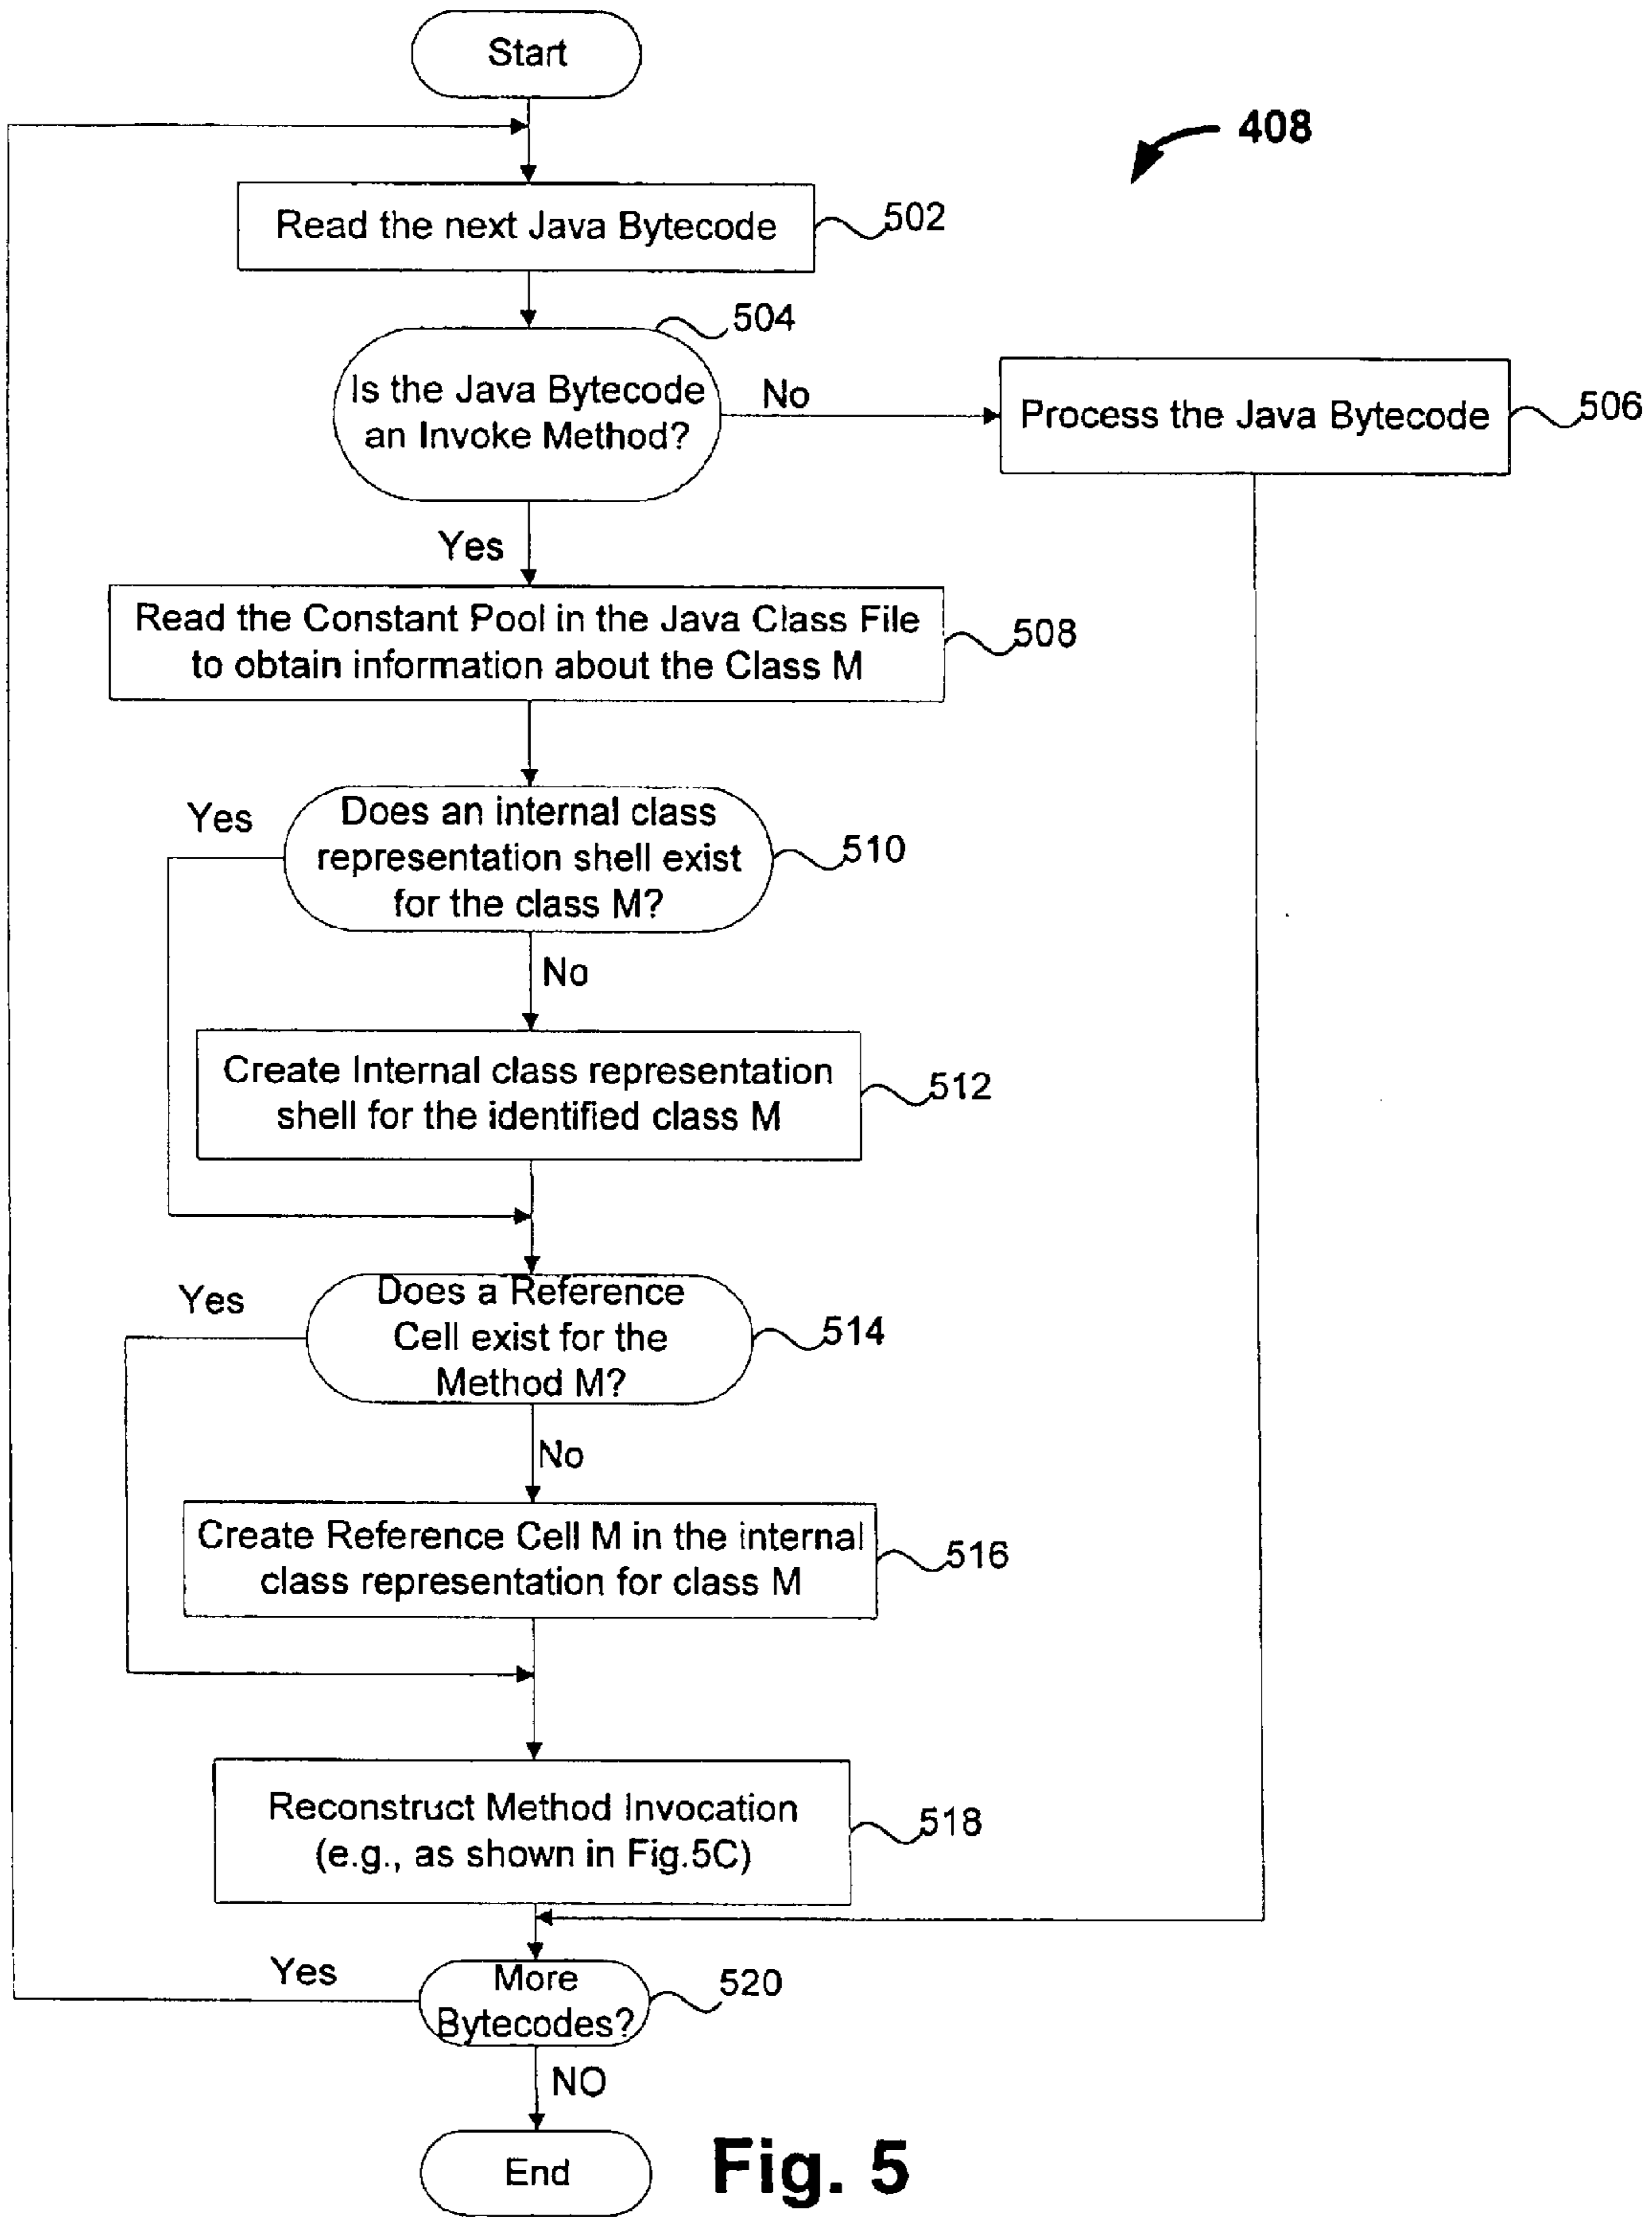 Start
408
Read the next Java Bytecode
502
504
Is the Java Bytecode
an Invoke Method?
No
Process the Java Bytecode
506
Yes
Read the Constant Pool in the Java Class File
to obtain information about the Class M
508
Yes
Does an internal class
representation shell exist
for the class M?
510
No
Create Internal class representation
shell for the identified class M
512
Yes
Does a Reference
Cell exist for the
Method M?
514
No
Create Reference Cell M in the internal
class representation for class M
516
Reconstruct Method Invocation
(e.g., as shown in Fig.5C)
518
Yes
More
Bytecodes?
520
NO
End
Fig. 5